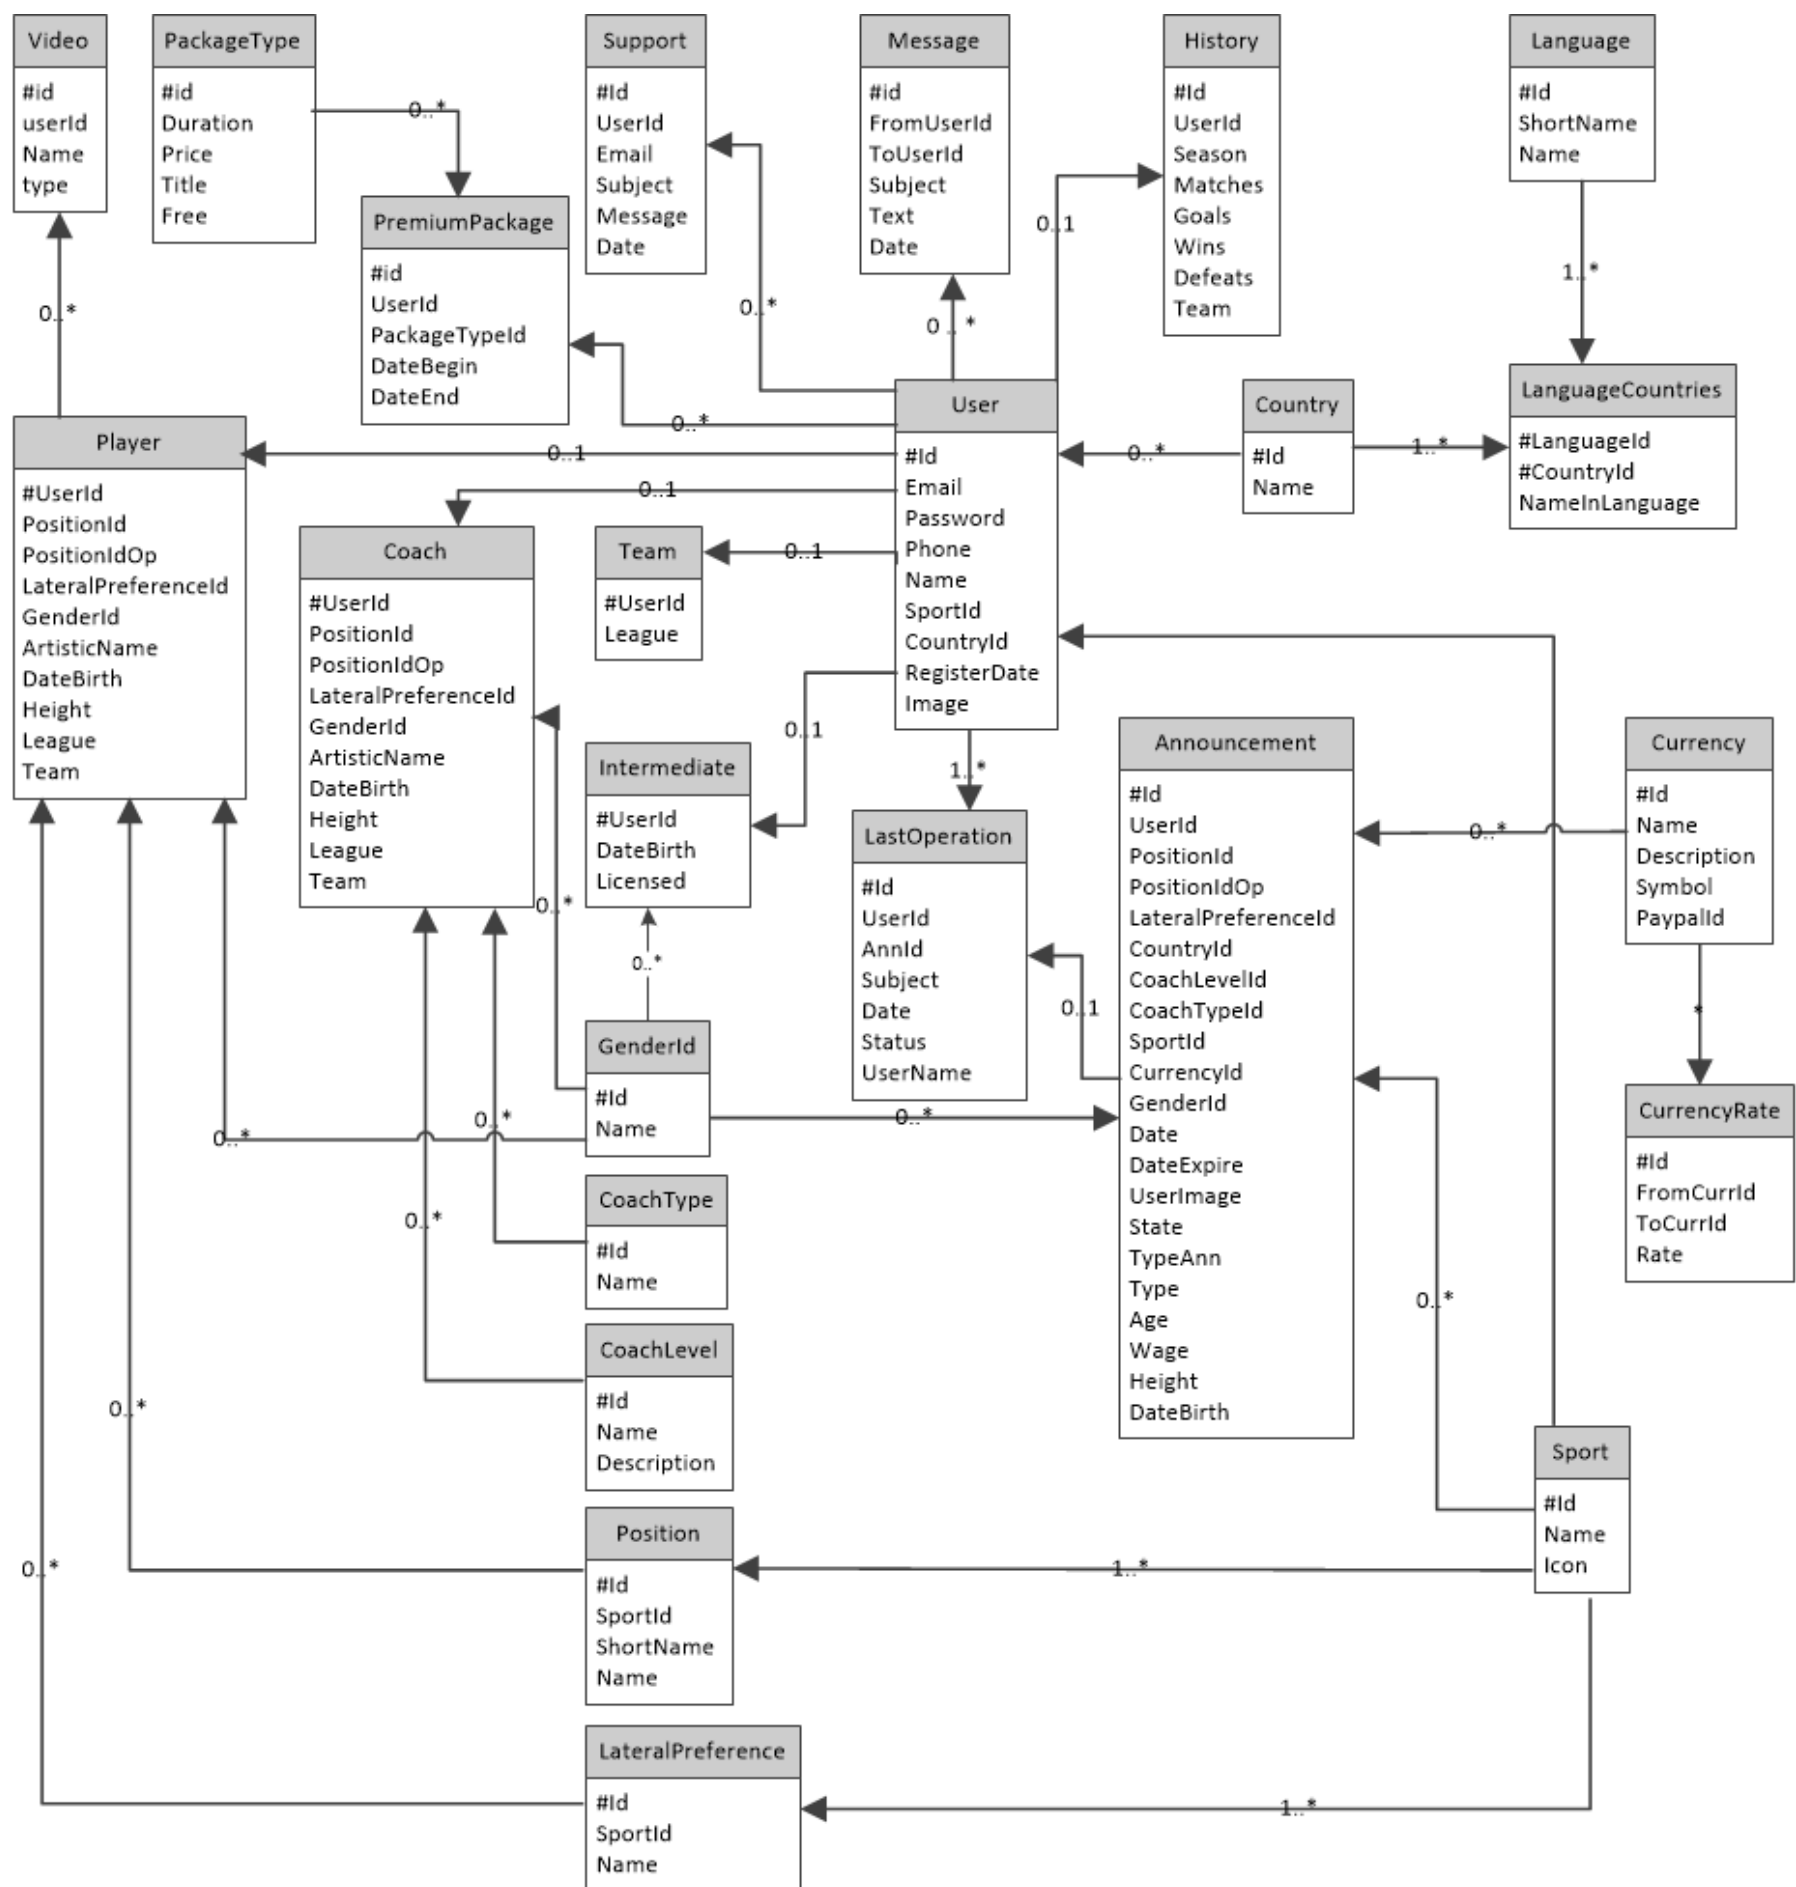 Video
#id
userId
Name
type
PackageType
#id
Duration
Price
Title
Free
0..*
PremiumPackage
#id
UserId
PackageTypeId
DateBegin
DateEnd
Support
#Id
UserId
Email
Subject
Message
Date
Message
#id
FromUserId
ToUserId
Subject
Text
Date
History
#Id
UserId
Season
Matches
Goals
Wins
Defeats
Team
Language
#Id
ShortName
Name
0..*
0..*
0 .. *
0..1
1..*
0..*
Player
#UserId
PositionId
PositionIdOp
LateralPreferenceId
GenderId
ArtisticName
DateBirth
Height
League
Team
0..1
0..1
Coach
#UserId
PositionId
PositionIdOp
LateralPreferenceId
GenderId
ArtisticName
DateBirth
Height
League
Team
Team
#UserId
League
0..1
User
#Id
Email
Password
Phone
Name
SportId
CountryId
RegisterDate
Image
0..*
Country
#Id
Name
1..*
LanguageCountries
#LanguageId
#CountryId
NameInLanguage
0..1
1..*
Intermediate
#UserId
DateBirth
Licensed
LastOperation
#Id
UserId
AnnId
Subject
Date
Status
UserName
Announcement
#Id
UserId
PositionId
PositionIdOp
LateralPreferenceId
CountryId
CoachLevelId
CoachTypeId
SportId
CurrencyId
GenderId
Date
DateExpire
UserImage
State
TypeAnn
Type
Age
Wage
Height
DateBirth
0..*
Currency
#Id
Name
Description
Symbol
PaypalId
*
CurrencyRate
#Id
FromCurrId
ToCurrId
Rate
0..*
0..*
0..1
GenderId
#Id
Name
0..*
0..*
0..*
CoachType
#Id
Name
0..*
CoachLevel
#Id
Name
Description
0..*
0..*
Sport
#Id
Name
Icon
Position
#Id
SportId
ShortName
Name
1..*
0..*
LateralPreference
#Id
SportId
Name
1..*